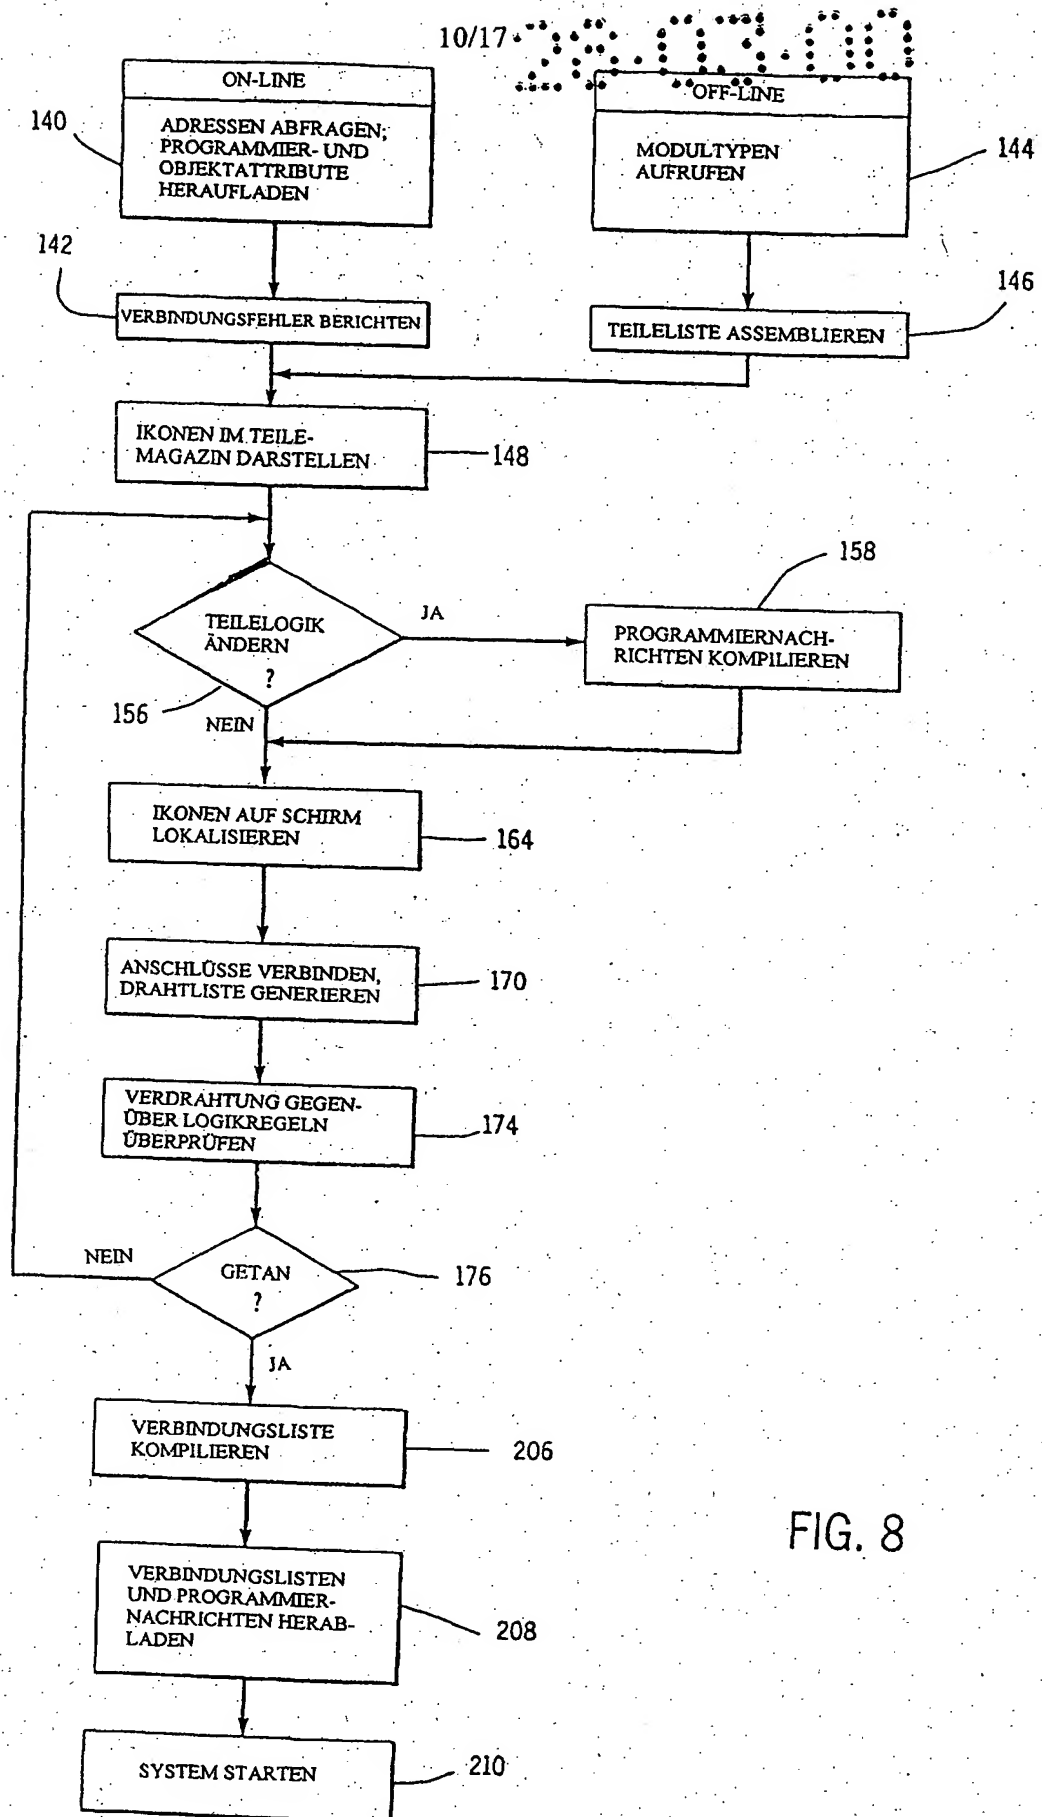 10/17
28.03.00
ON-LINE
ADRESSEN ABFRAGEN;
PROGRAMMIER- UND
OBJEKTATTRIBUTE
HERAUFLADEN
140
OFF-LINE
MODULTYPEN
AUFRUFEN
144
142
VERBINDUNGSFEHLER BERICHTEN
146
TEILELISTE ASSEMBLIEREN
IKONEN IM TEILE-
MAGAZIN DARSTELLEN
148
TEILELOGIK
ÄNDERN
?
156
JA
NEIN
158
PROGRAMMIERNACH-
RICHTEN KOMPILIEREN
IKONEN AUF SCHIRM
LOKALISIEREN
164
ANSCHLÜSSE VERBINDEN,
DRAHTLISTE GENERIEREN
170
VERDRAHTUNG GEGEN-
ÜBER LOGIKREGELN
ÜBERPRÜFEN
174
NEIN
GETAN
?
176
JA
VERBINDUNGSLISTE
KOMPILIEREN
206
VERBINDUNGSLISTEN
UND PROGRAMMIER-
NACHRICHTEN HERAB-
LADEN
208
SYSTEM STARTEN
210
FIG. 8